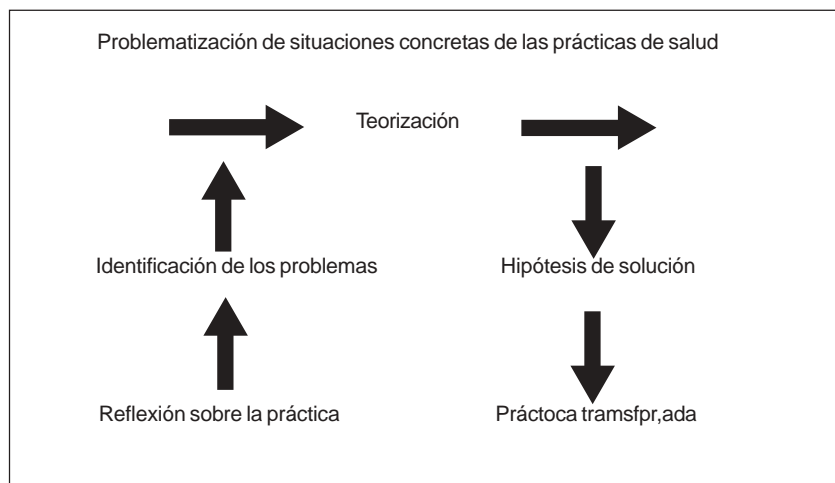 Problematización de situaciones concretas de las prácticas de salud
Teorización
Identificación de los problemas
Hipótesis de solución
Reflexión sobre la práctica
Práctoca tramsfpr,ada